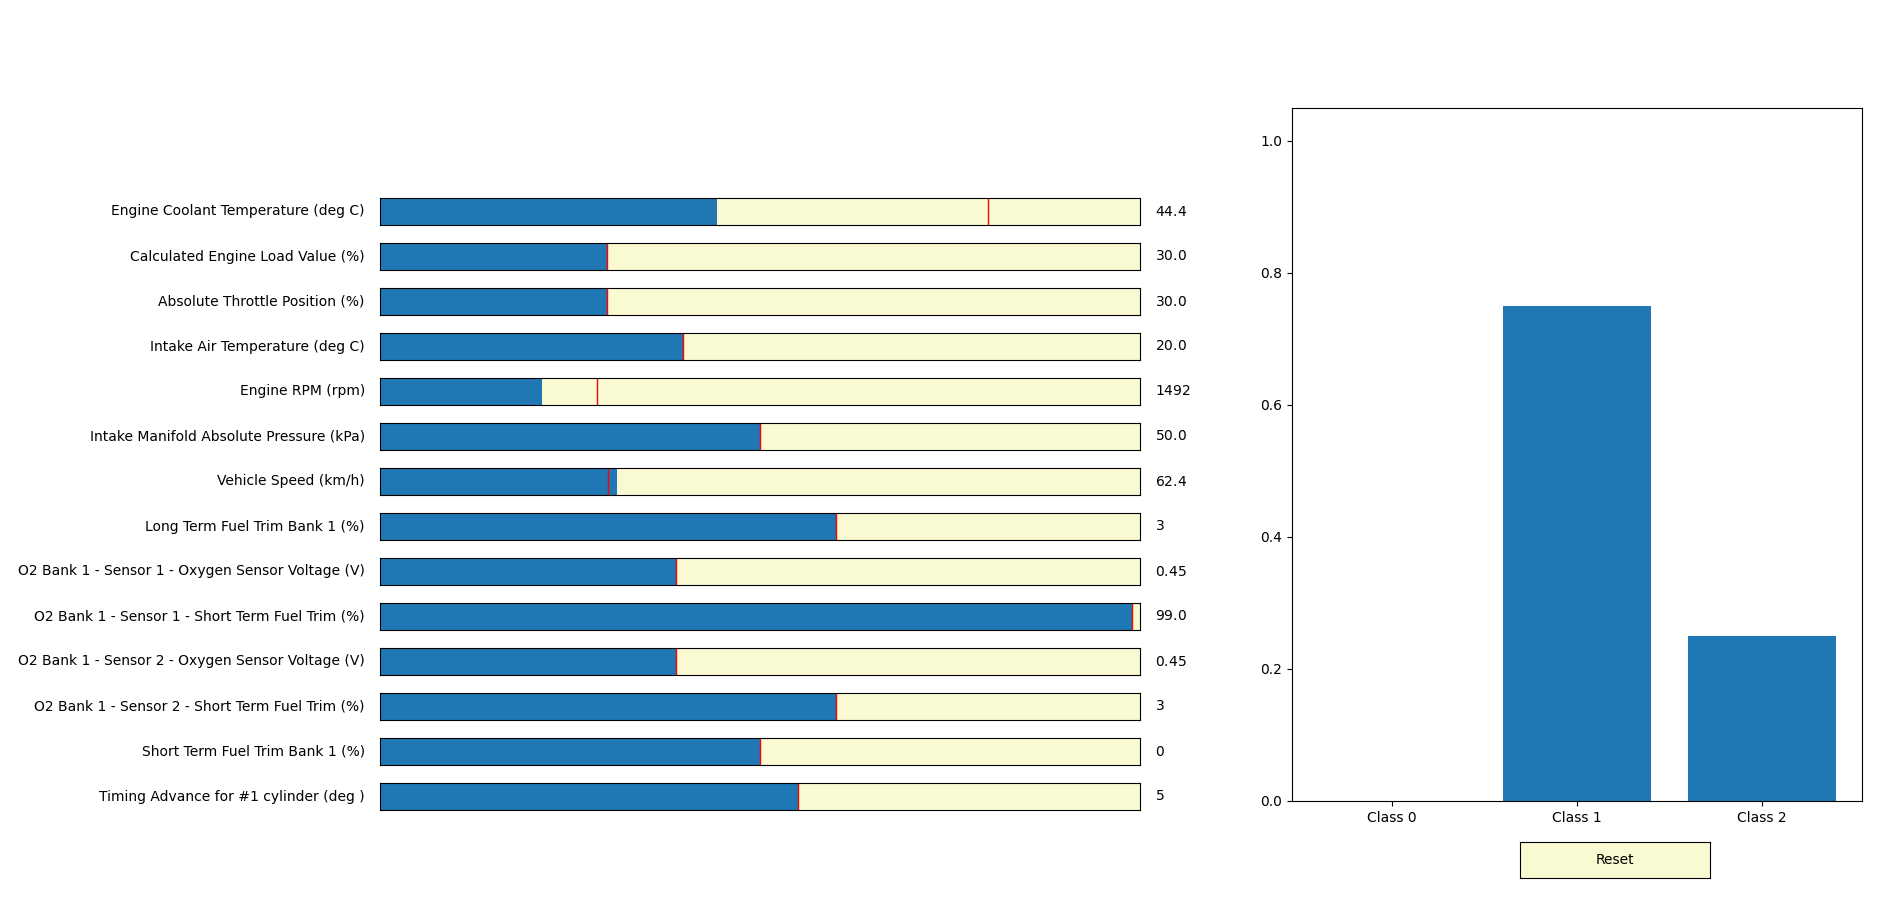 Engine Coolant Temperature (deg C) 44.4
Calculated Engine Load Value (%) 30.0
Absolute Throttle Position (%) 30.0
Intake Air Temperature (deg C) 20.0
Engine RPM (rpm) 1492
Intake Manifold Absolute Pressure (kPa) 50.0
Vehicle Speed (km/h) 62.4
Long Term Fuel Trim Bank 1 (%) 3
O2 Bank 1 - Sensor 1 - Oxygen Sensor Voltage (V) 0.45
O2 Bank 1 - Sensor 1 - Short Term Fuel Trim (%) 99.0
O2 Bank 1 - Sensor 2 - Oxygen Sensor Voltage (V) 0.45
O2 Bank 1 - Sensor 2 - Short Term Fuel Trim (%) 3
Short Term Fuel Trim Bank 1 (%) 0
Timing Advance for #1 cylinder (deg ) 5
1.0
0.8
0.6
0.4
0.2
0.0
Class 0 Class 1 Class 2
Reset